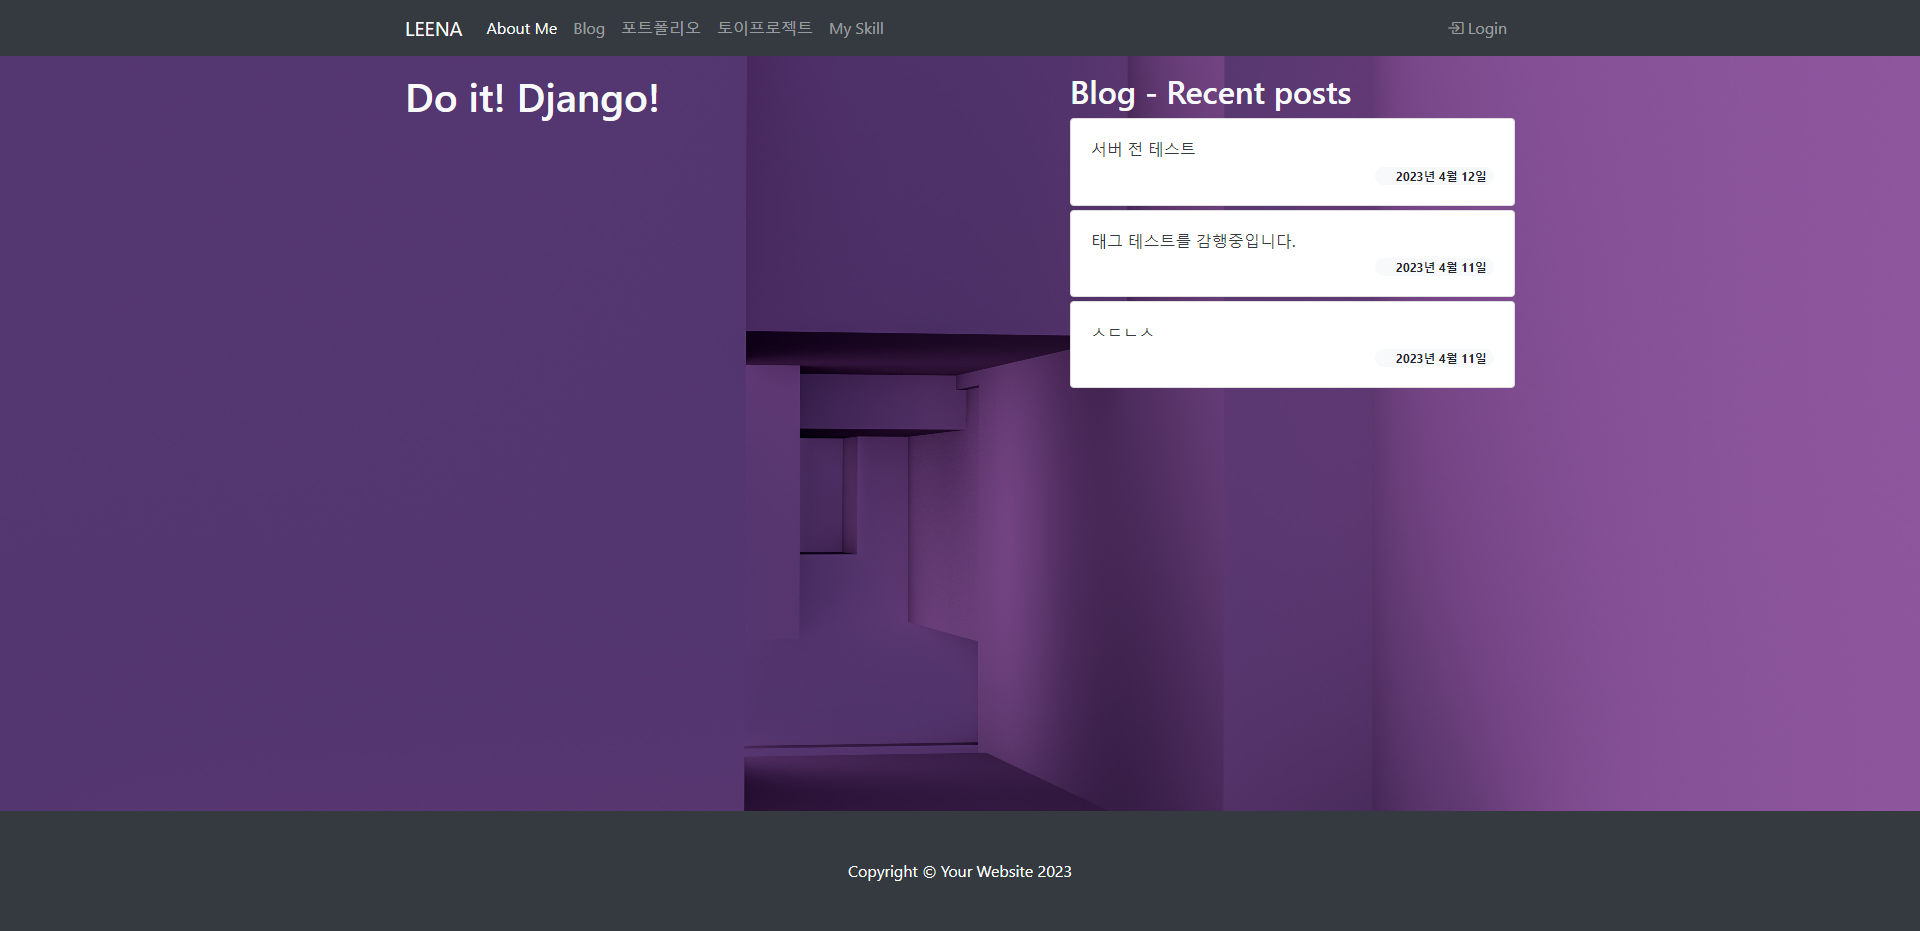 LEENA About Me Blog 포트폴리오 토이프로젝트 My Skill Login
Do it! Django!
Blog - Recent posts
서버 전 테스트
2023년 4월 12일
태그 테스트를 감행중입니다.
2023년 4월 11일
ㅅㄷㄴㅅ
2023년 4월 11일
Copyright © Your Website 2023